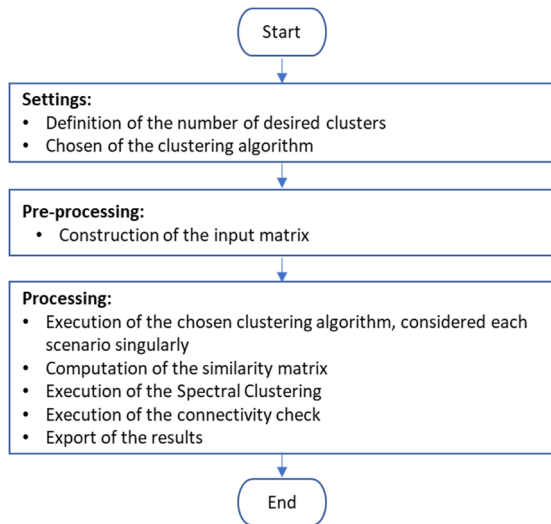 Start
Settings:
• Definition of the number of desired clusters
• Chosen of the clustering algorithm
Pre-processing:
• Construction of the input matrix
Processing:
• Execution of the chosen clustering algorithm, considered each
scenario singularly
• Computation of the similarity matrix
• Execution of the Spectral Clustering
• Execution of the connectivity check
• Export of the results
End